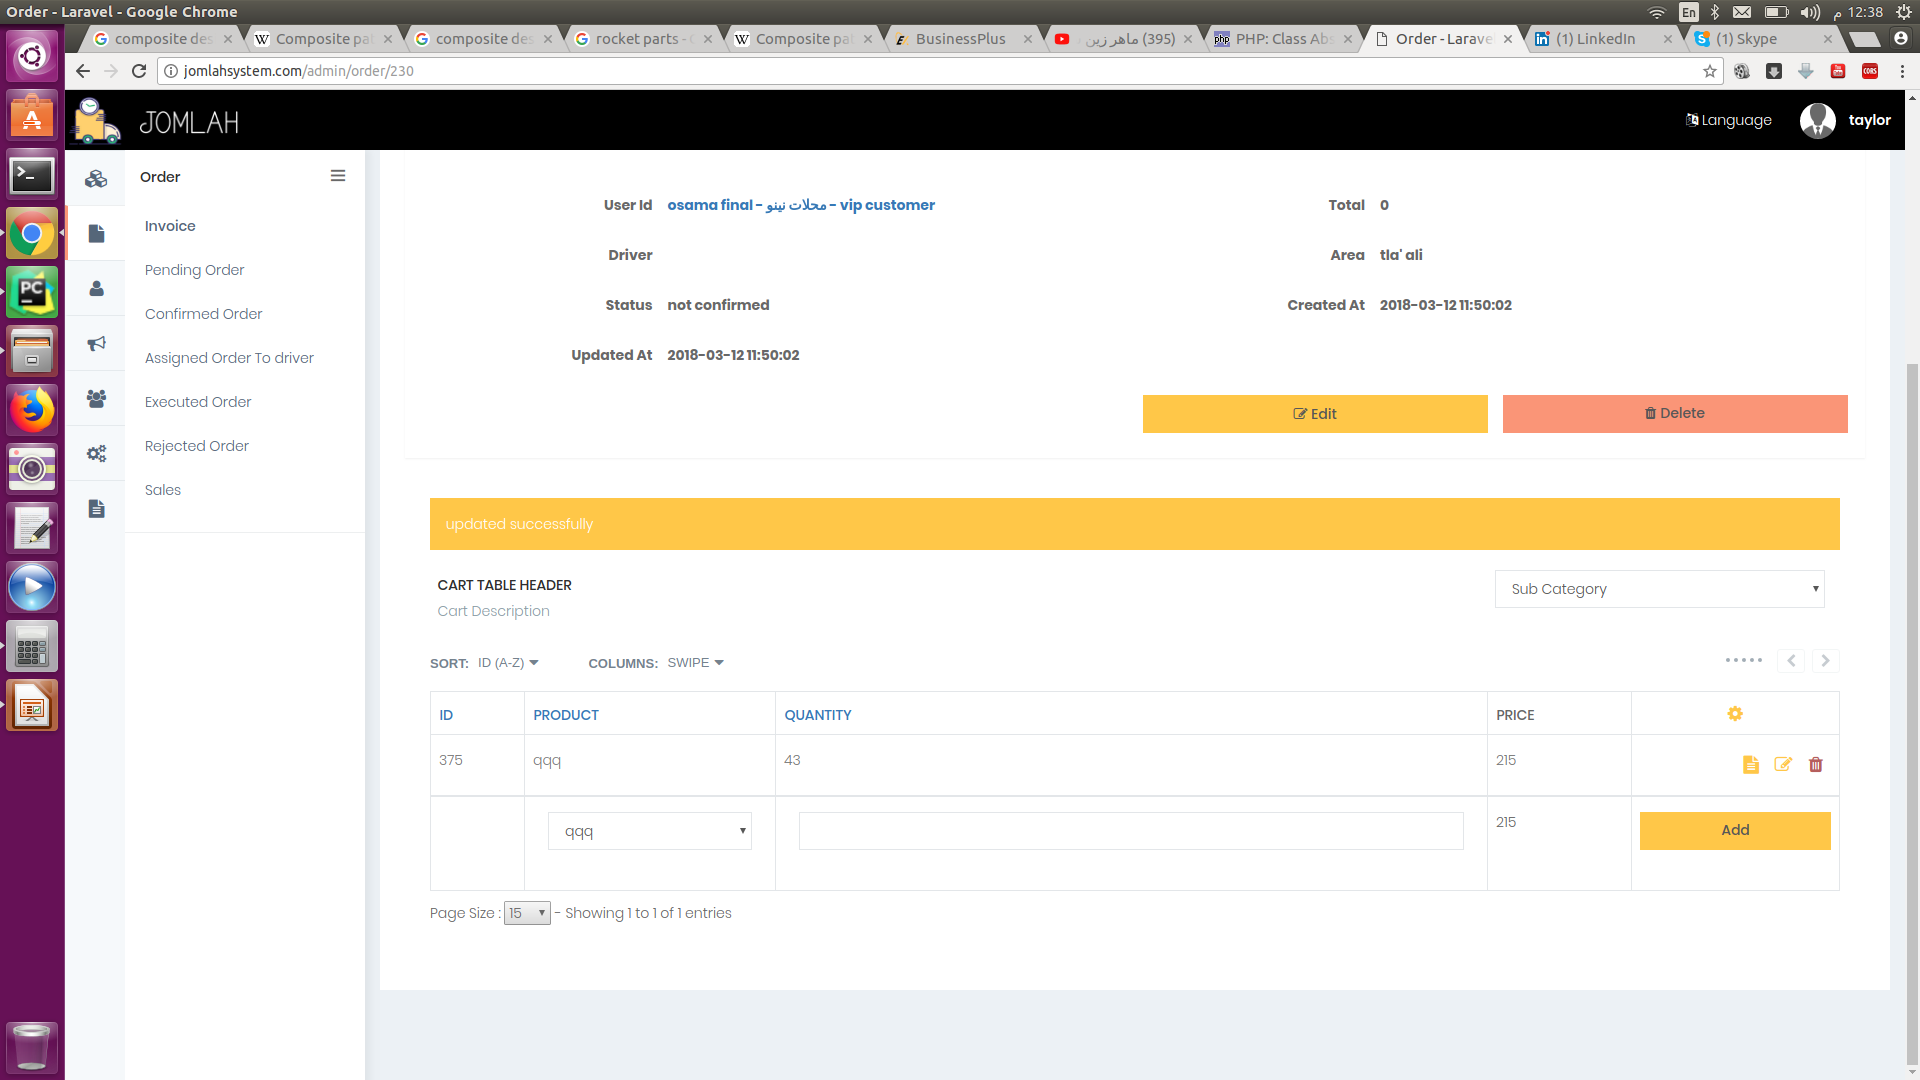 Order - Laravel - Google Chrome
En
م 12:38
composite des
Composite pat
composite des
rocket parts - G
Composite pat
BusinessPlus
(395) ماهر زين
PHP: Class Abs
Order - Laravel
(1) LinkedIn
(1) Skype
jomlahsystem.com/admin/order/230
JOMLAH
Language
taylor
Order
Invoice
Pending Order
Confirmed Order
Assigned Order To driver
Executed Order
Rejected Order
Sales
User Id osama final - محلات نينو - vip customer
Total 0
Driver
Area tla' ali
Status not confirmed
Created At 2018-03-12 11:50:02
Updated At 2018-03-12 11:50:02
Edit
Delete
updated successfully
CART TABLE HEADER
Cart Description
Sub Category
SORT: ID (A-Z)
COLUMNS: SWIPE
ID PRODUCT QUANTITY PRICE
375 qqq 43 215
qqq 215 Add
Page Size : 15 - Showing 1 to 1 of 1 entries